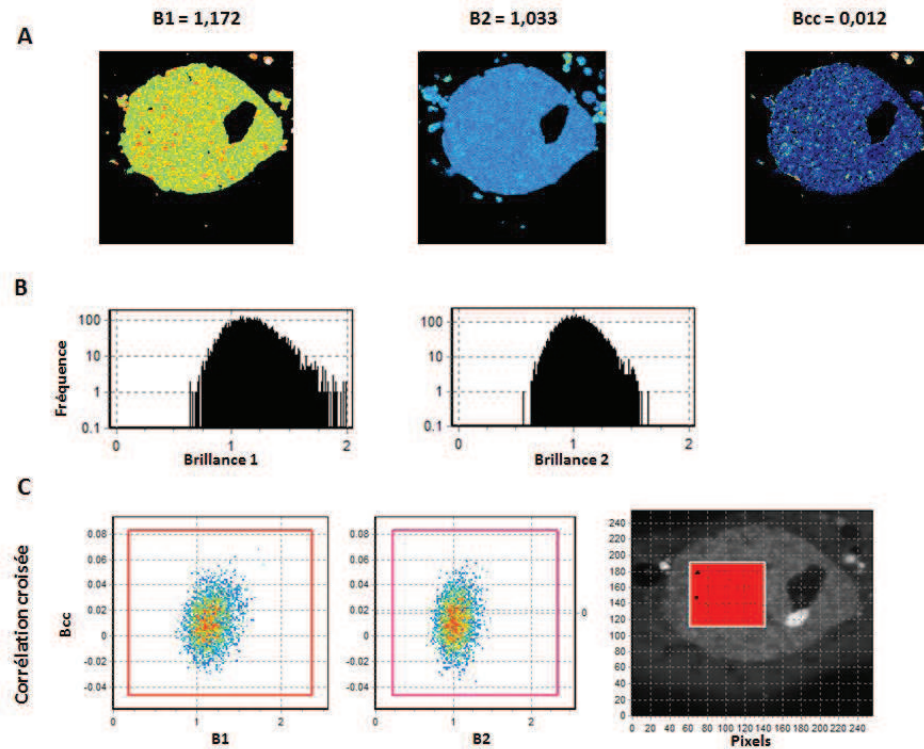 B1 = 1,172 B2 = 1,033 Bcc = 0,012
A
B
Fréquence
100
10
1
0.1
0 1 2
Brillance 1
100
10
1
0.1
0 1 2
Brillance 2
C
Corrélation croisée
Bcc
0.08
0.06
0.04
0.02
0
-0.02
-0.04
0 1 2
B1
0.08
0.06
0.04
0.02
0
-0.02
-0.04
0
0 1 2
B2
240
220
200
180
160
140
120
100
80
60
40
20
0
0 20 40 60 80 100 120 140 160 180 200 220 240
Pixels